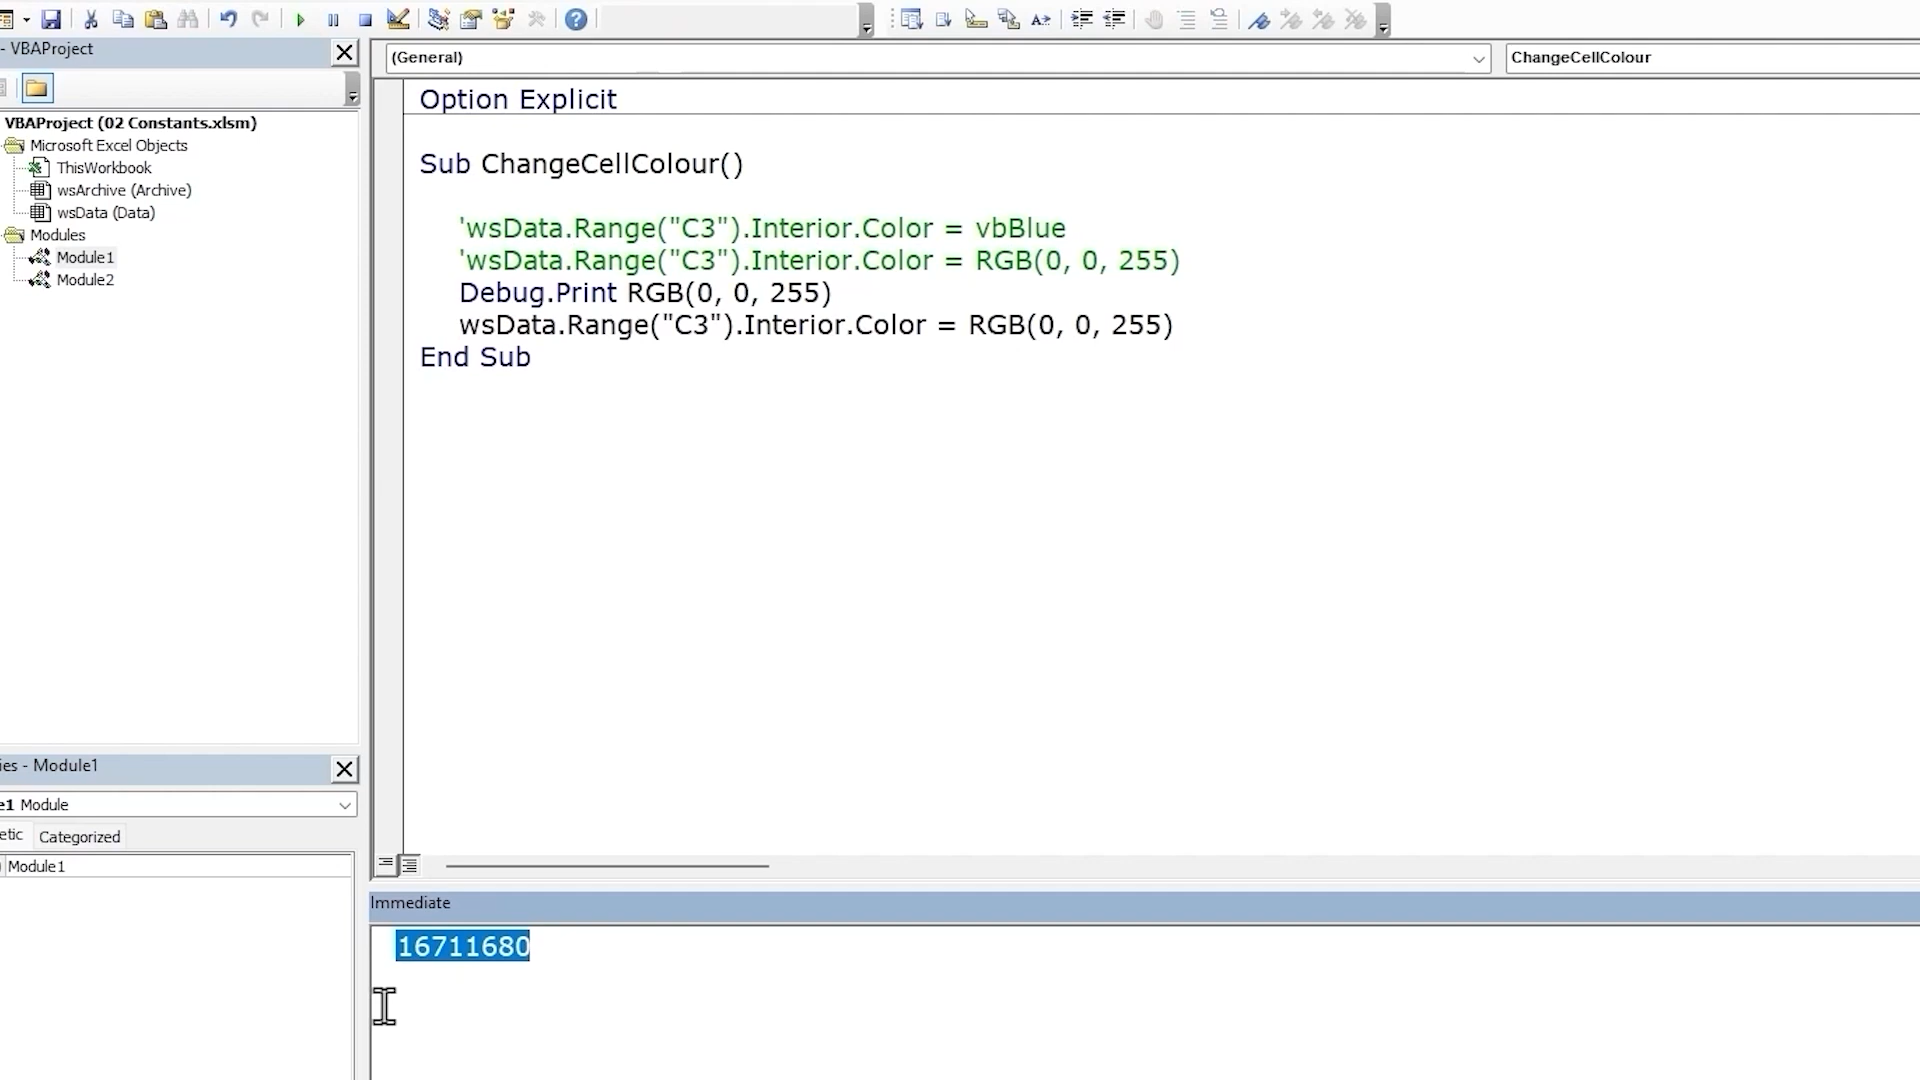 - VBAProject
VBAProject (02 Constants.xlsm)
Microsoft Excel Objects
ThisWorkbook
wsArchive (Archive)
wsData (Data)
Modules
Module1
Module2
(General)
ChangeCellColour
Option Explicit
Sub ChangeCellColour()
'wsData.Range("C3").Interior.Color = vbBlue
'wsData.Range("C3").Interior.Color = RGB(0, 0, 255)
Debug.Print RGB(0, 0, 255)
wsData.Range("C3").Interior.Color = RGB(0, 0, 255)
End Sub
ies - Module1
e1 Module
etic Categorized
Module1
Immediate
16711680